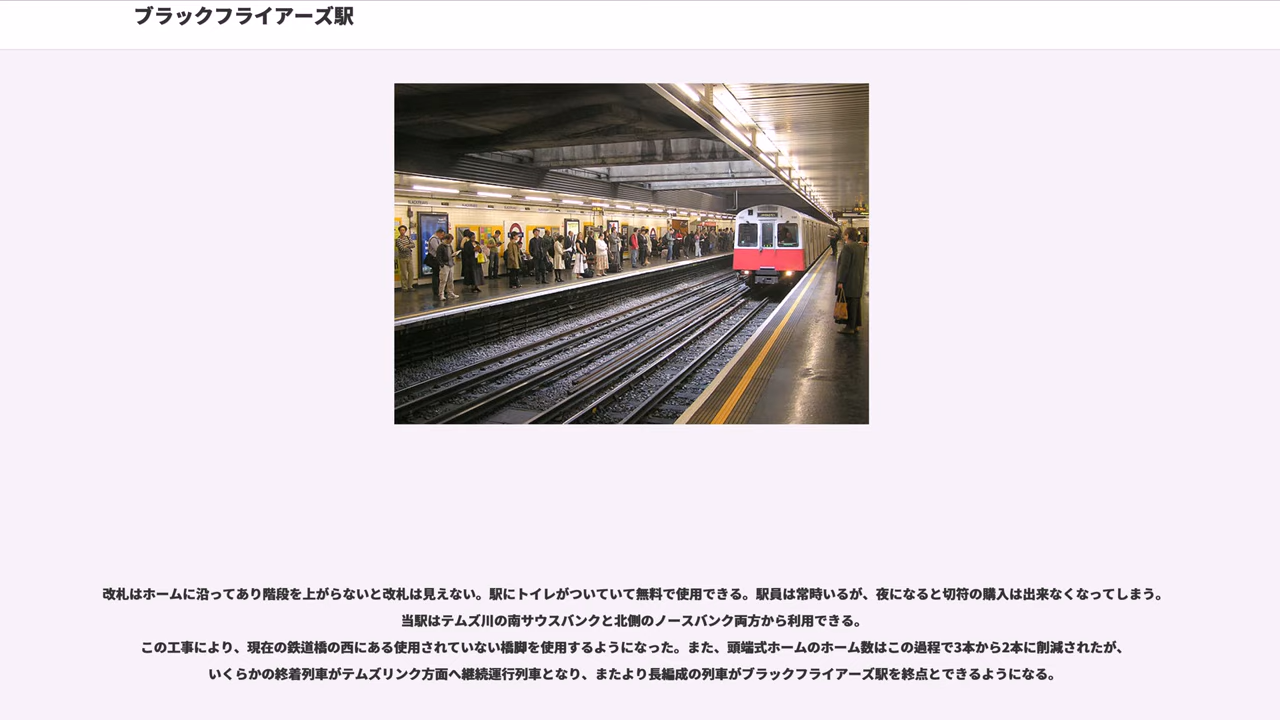 ブラックフライアーズ駅
改札はホームに沿ってあり階段を上がらないと改札は見えない。駅にトイレがついていて無料で使用できる。駅員は常時いるが、夜になると切符の購入は出来なくなってしまう。
当駅はテムズ川の南サウスバンクと北側のノースバンク両方から利用できる。
この工事により、現在の鉄道橋の西にある使用されていない橋脚を使用するようになった。また、頭端式ホームのホーム数はこの過程で3本から2本に削減されたが、
いくらかの終着列車がテムズリンク方面へ継続運行列車となり、またより長編成の列車がブラックフライアーズ駅を終点とできるようになる。